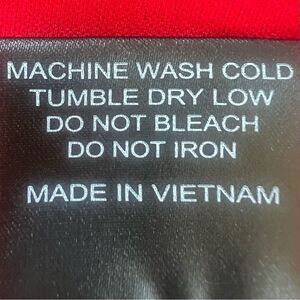 MACHINE WASH COLD
TUMBLE DRY LOW
DO NOT BLEACH
DO NOT IRON
MADE IN VIETNAM